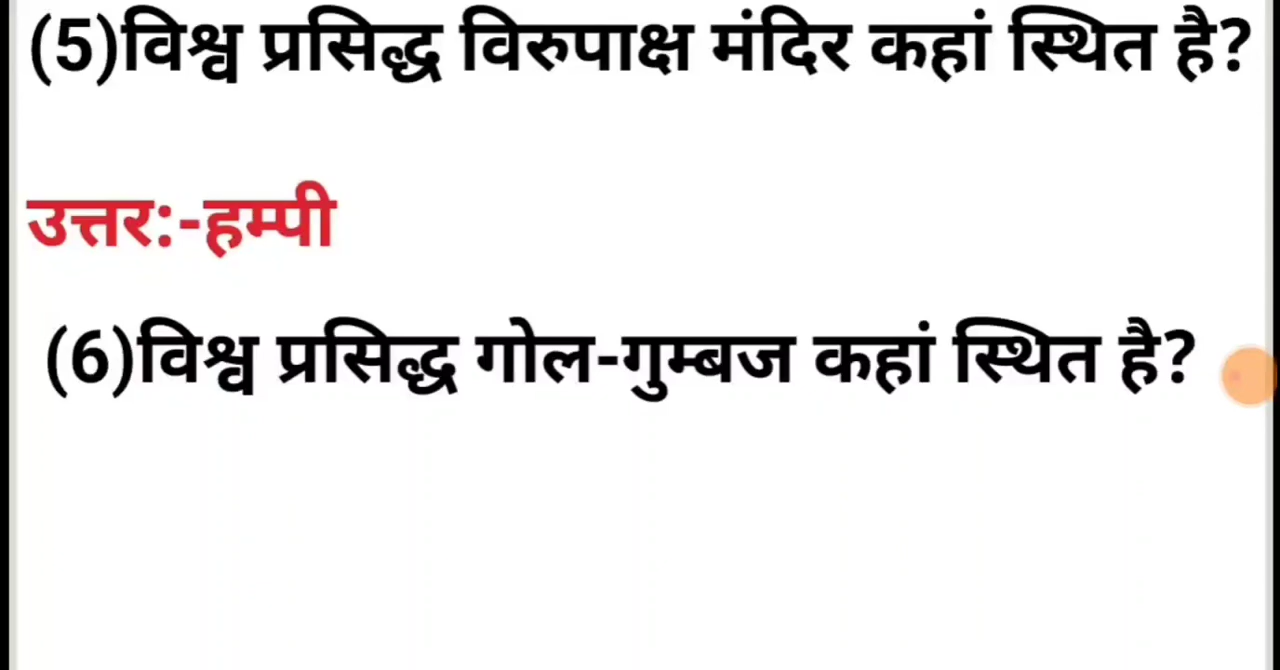 (5)विश्व प्रसिद्ध विरुपाक्ष मंदिर कहां स्थित है?
उत्तर:-हम्पी
(6)विश्व प्रसिद्ध गोल-गुम्बज कहां स्थित है?